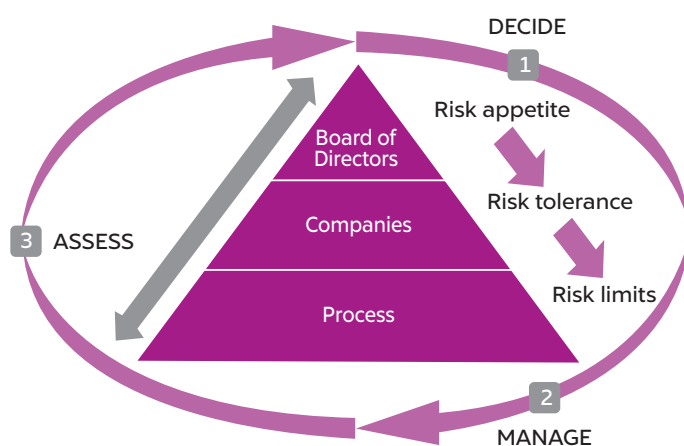 DECIDE
1
Risk appetite
Board of
Directors
Risk tolerance
Companies
3
ASSESS
Risk limits
Process
2
MANAGE